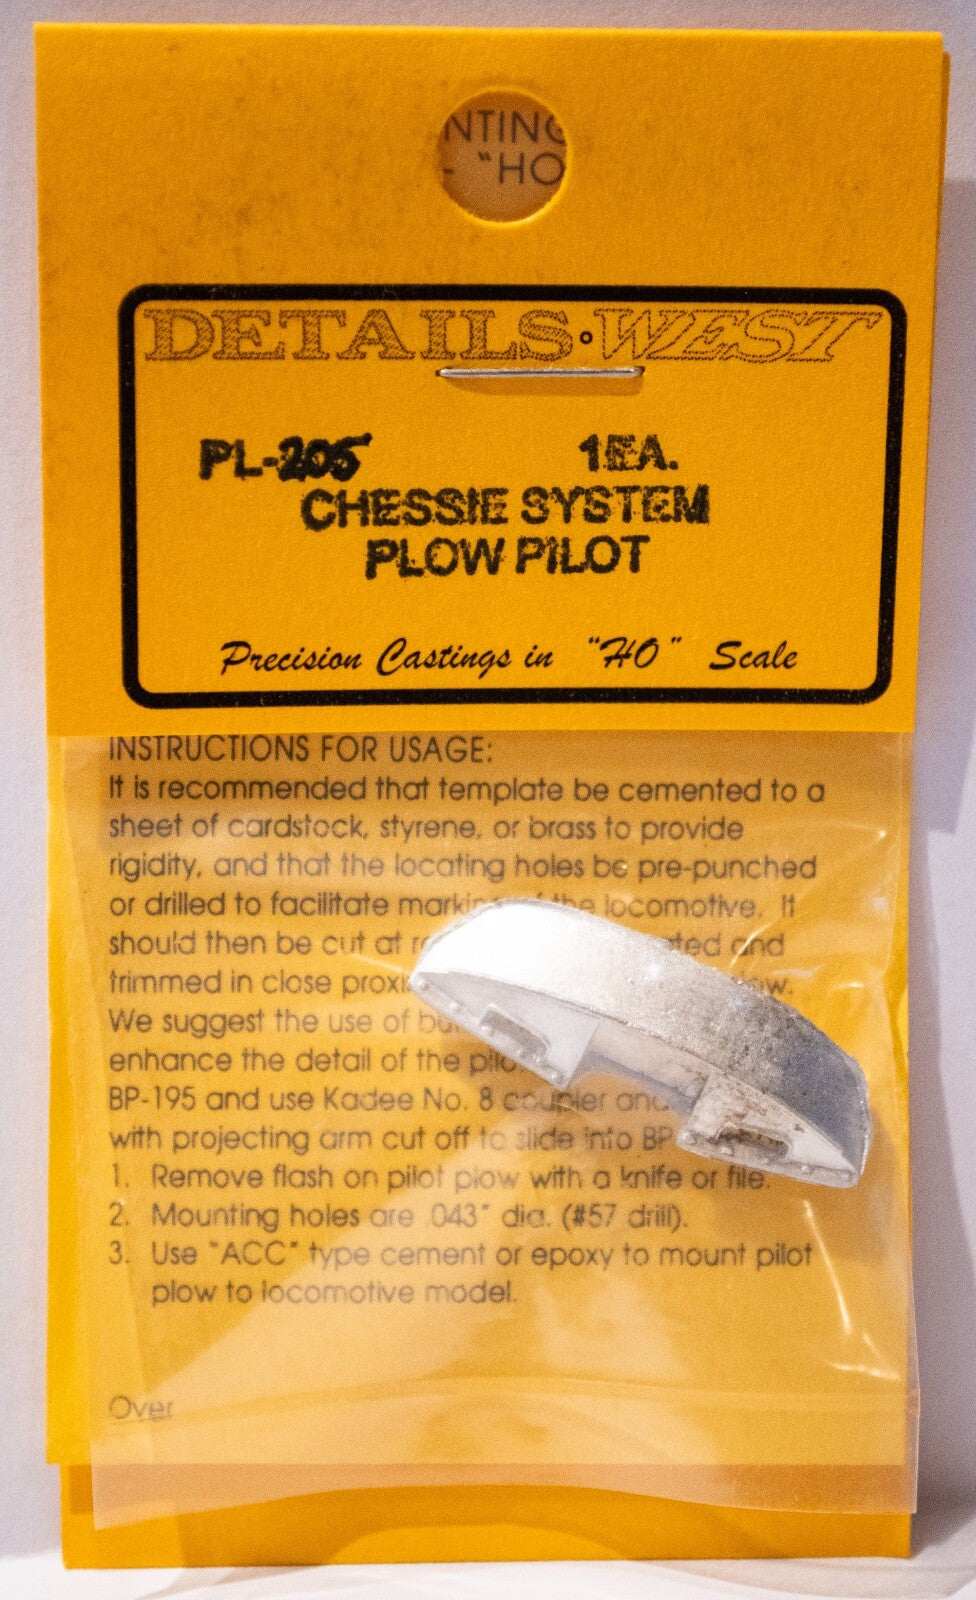 NTING
- "HO
DETAILS WEST
PL-205 1EA.
CHESSIE SYSTEM
PLOW PILOT
Precision Castings in "HO" Scale
INSTRUCTIONS FOR USAGE:
It is recommended that template be cemented to a
sheet of cardstock, styrene, or brass to provide
rigidity, and that the locating holes be pre-punched
or drilled to facilitate marking of the locomotive. It
should then be cut at and
trimmed in close
We suggest the use of
enhance the detail of the
BP-195 and use Kadee No. 8 coupler and
with projecting arm cut off to slide into BP
1. Remove flash on pilot plow with a knife or file.
2. Mounting holes are .043" dia. (#57 drill).
3. Use "ACC" type cement or epoxy to mount pilot
plow to locomotive model.
Over